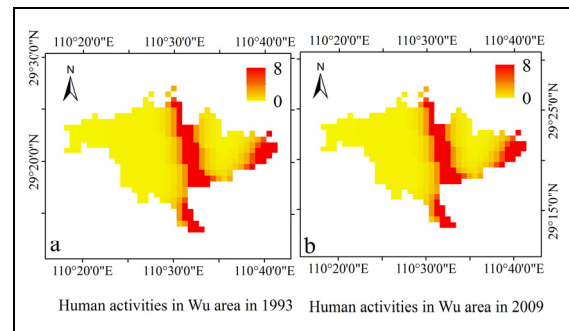 110°20'0"E 110°30'0"E 110°40'0"E 110°20'0"E 110°30'0"E 110°40'0"E
29°30'0"N
29°20'0"N
N
8
0
a
N
8
0
b
29°25'0"N
29°15'0"N
110°20'0"E 110°30'0"E 110°40'0"E 110°20'0"E 110°30'0"E 110°40'0"E
Human activities in Wu area in 1993 Human activities in Wu area in 2009